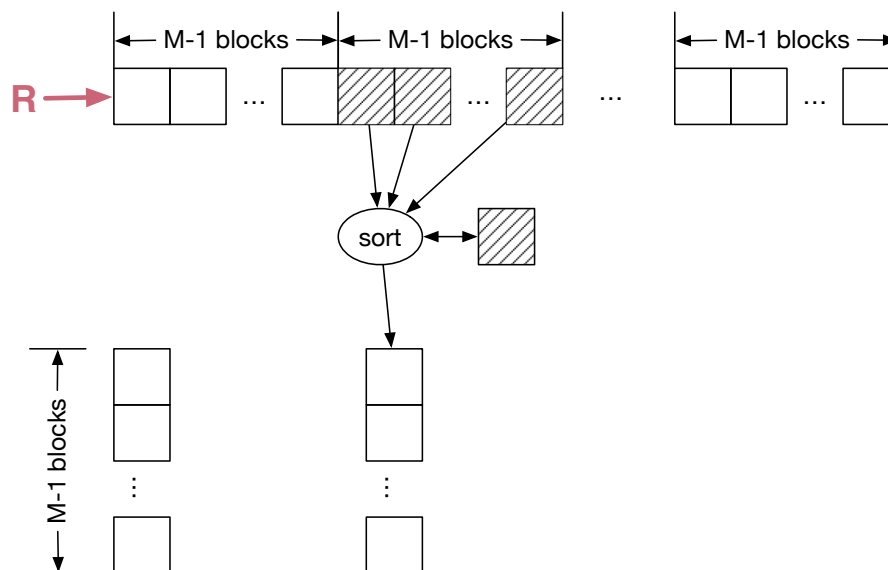 M-1 blocks M-1 blocks M-1 blocks
R ... ... ... ...
sort
M-1 blocks
... ...